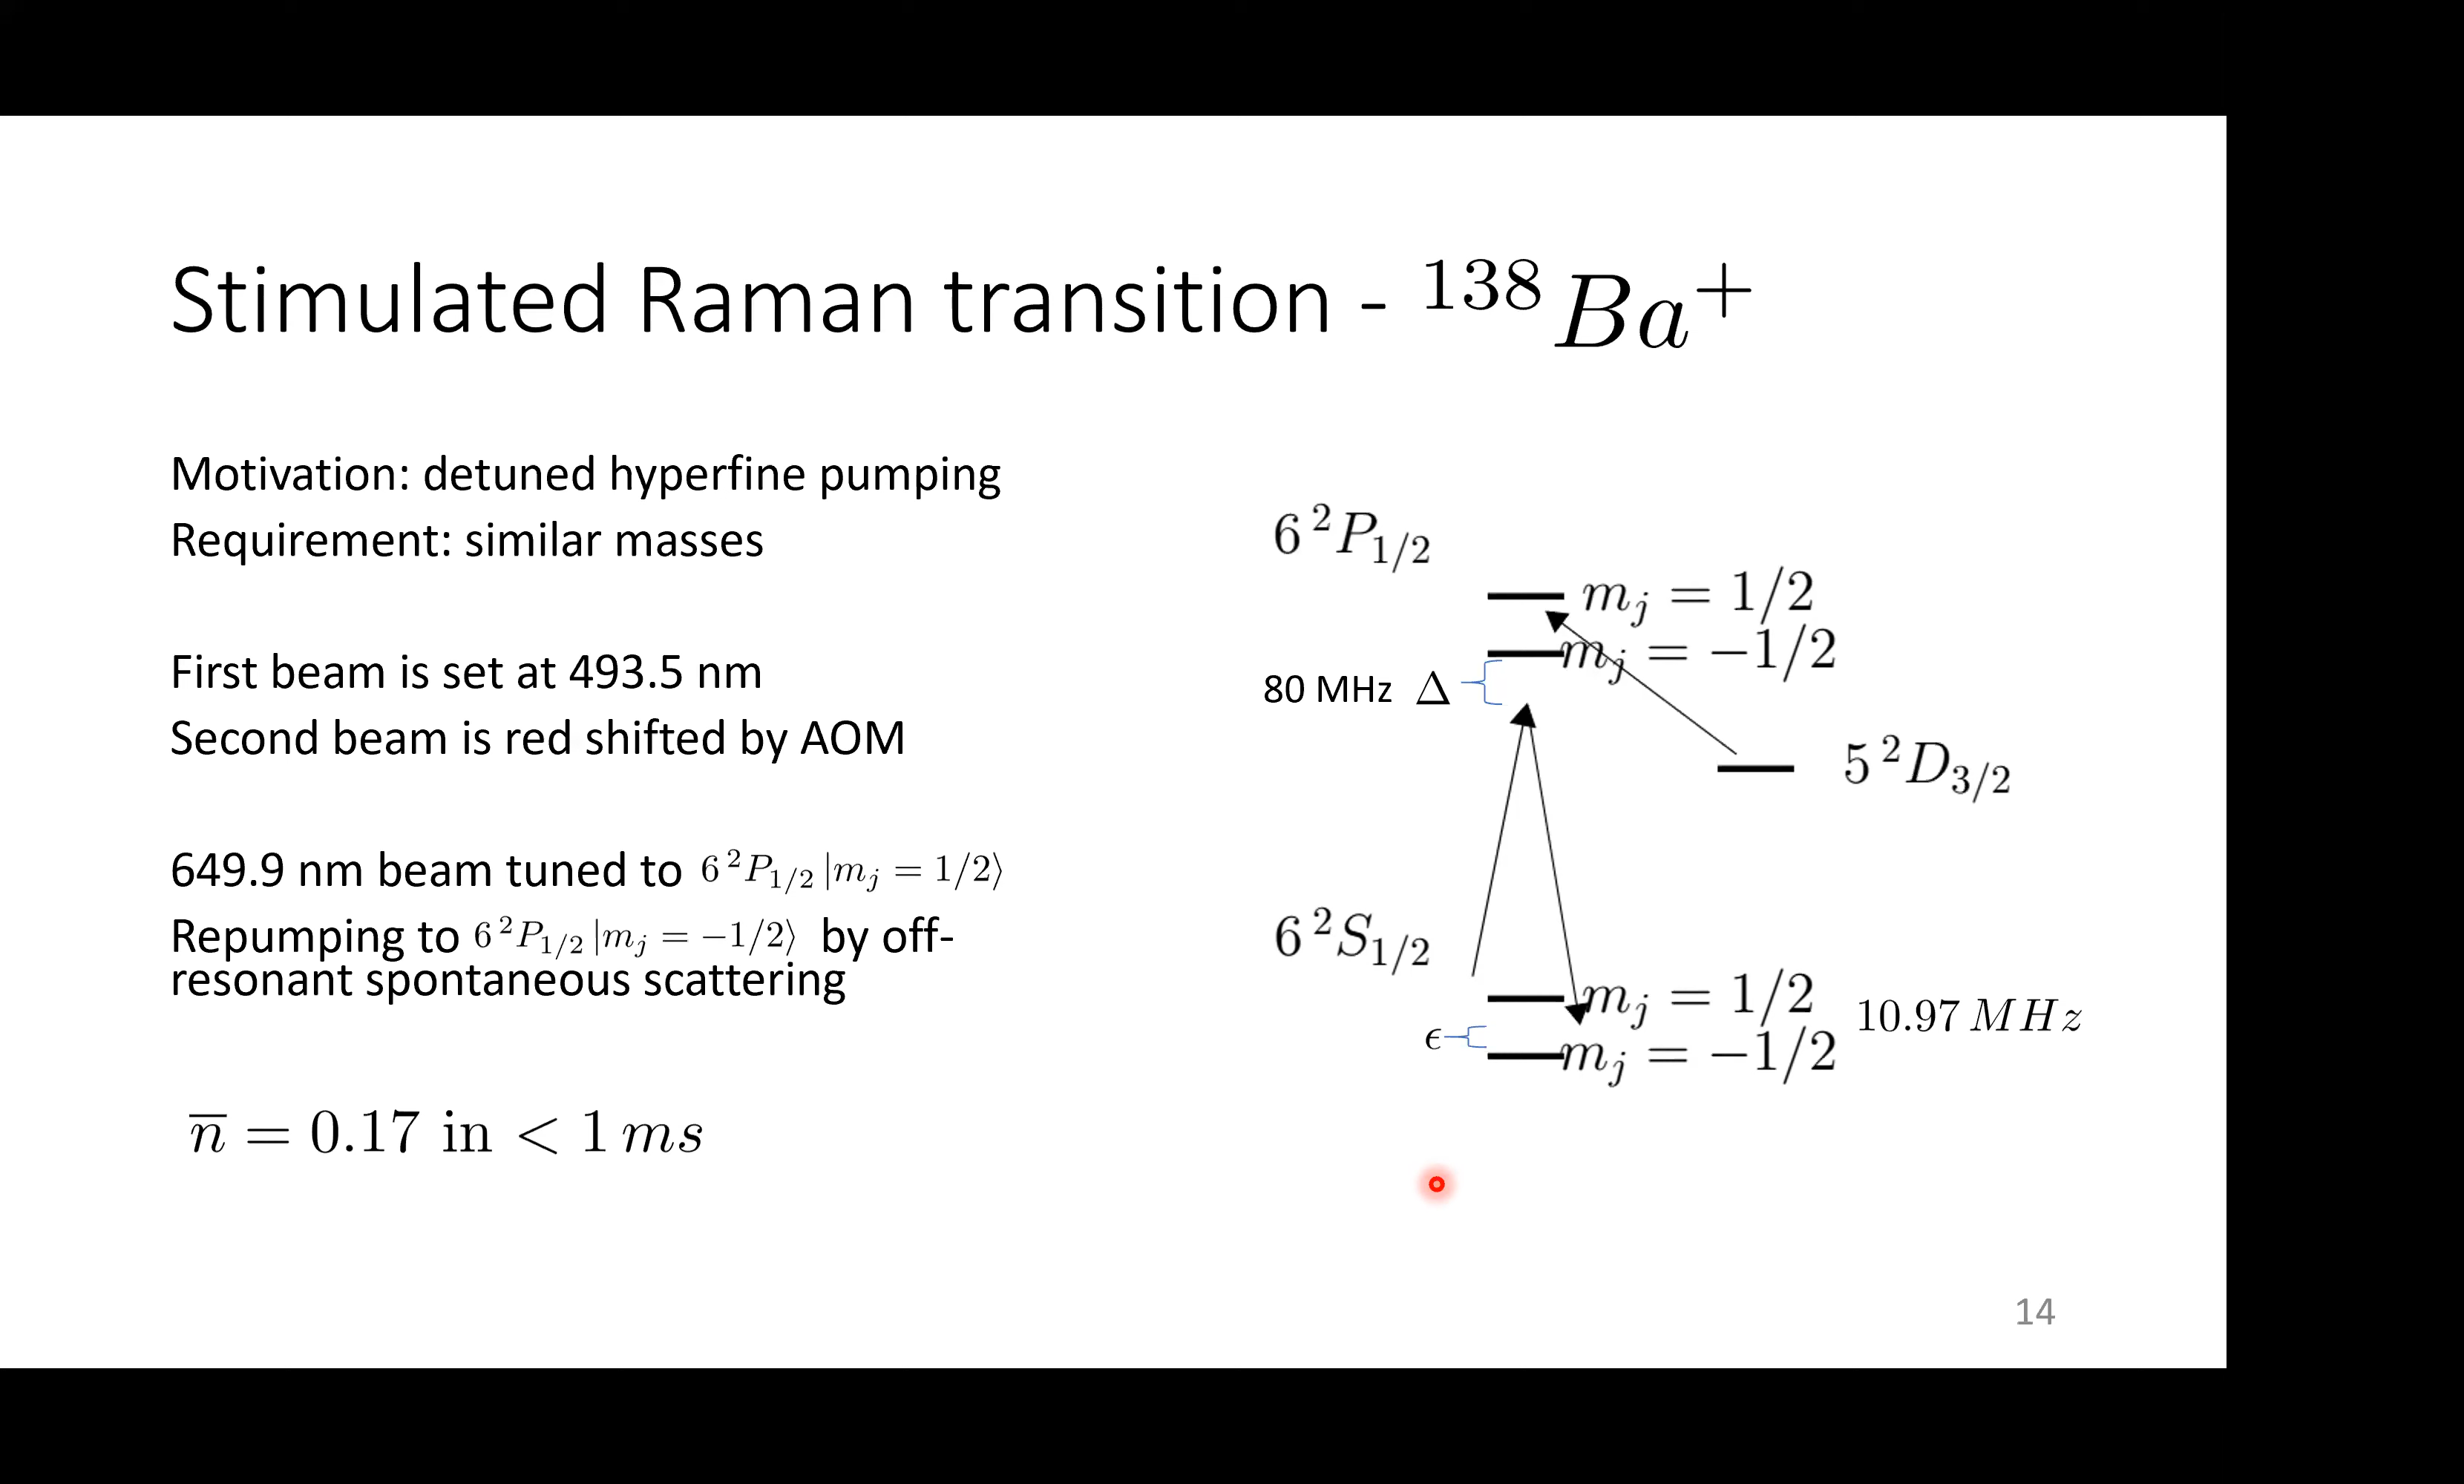 Stimulated Raman transition - ¹³⁸Ba⁺
Motivation: detuned hyperfine pumping
Requirement: similar masses
First beam is set at 493.5 nm
Second beam is red shifted by AOM
649.9 nm beam tuned to 6 ²P₁/₂ |mⱼ = 1/2⟩
Repumping to 6 ²P₁/₂ |mⱼ = −1/2⟩ by off-
resonant spontaneous scattering
n̅ = 0.17 in < 1 ms
6 ²P₁/₂
mⱼ = 1/2
mⱼ = −1/2
80 MHz Δ
5 ²D₃/₂
6 ²S₁/₂
mⱼ = 1/2
10.97 MHz
ϵ
mⱼ = −1/2
14